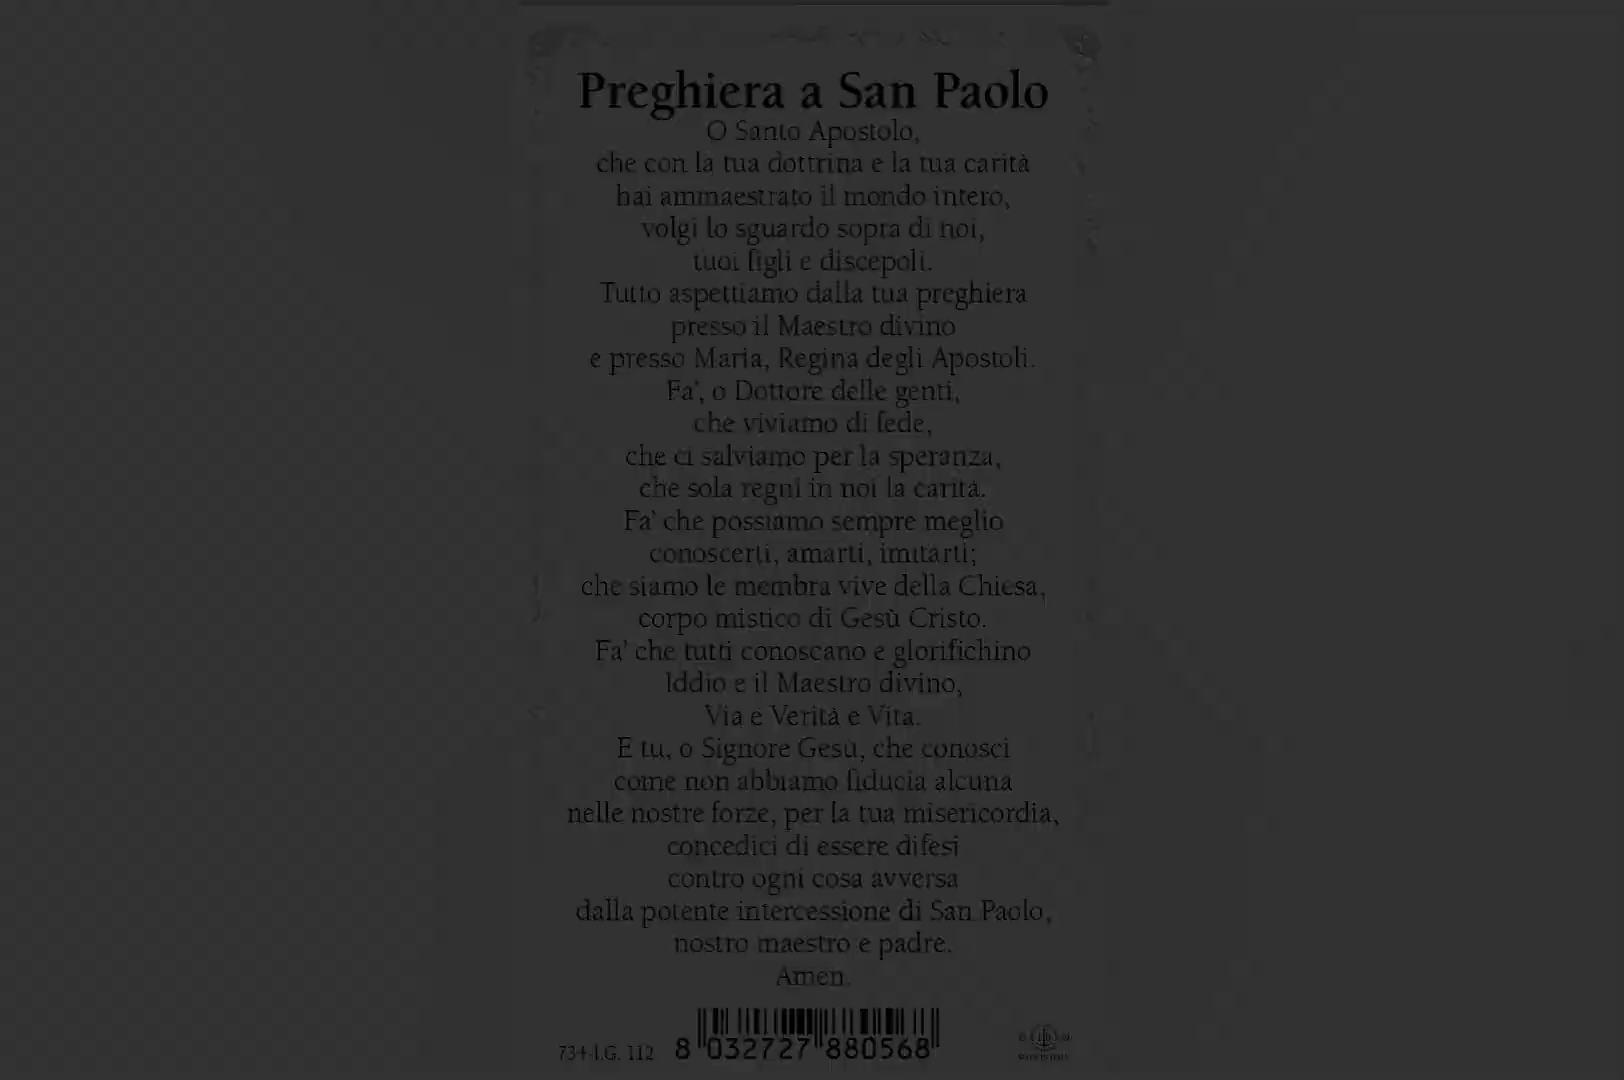 Preghiera a San Paolo
O Santo Apostolo,
che con la tua dottrina e la tua carità
hai ammaestrato il mondo intero,
volgi lo sguardo sopra di noi,
tuoi figli e discepoli.
Tutto aspettiamo dalla tua preghiera
presso il Maestro divino
e presso Maria, Regina degli Apostoli.
Fa', o Dottore delle genti,
che viviamo di fede,
che ci salviamo per la speranza,
che sola regni in noi la carità.
Fa' che possiamo sempre meglio
conoscerti, amarti, imitarti;
che siamo le membra vive della Chiesa,
corpo mistico di Gesù Cristo.
Fa' che tutti conoscano e glorifichino
Iddio e il Maestro divino,
Via e Verità e Vita.
E tu, o Signore Gesù, che conosci
come non abbiamo fiducia alcuna
nelle nostre forze, per la tua misericordia,
concedici di essere difesi
contro ogni cosa avversa
dalla potente intercessione di San Paolo,
nostro maestro e padre.
Amen.
734-I.G. 112 8 032727 880568